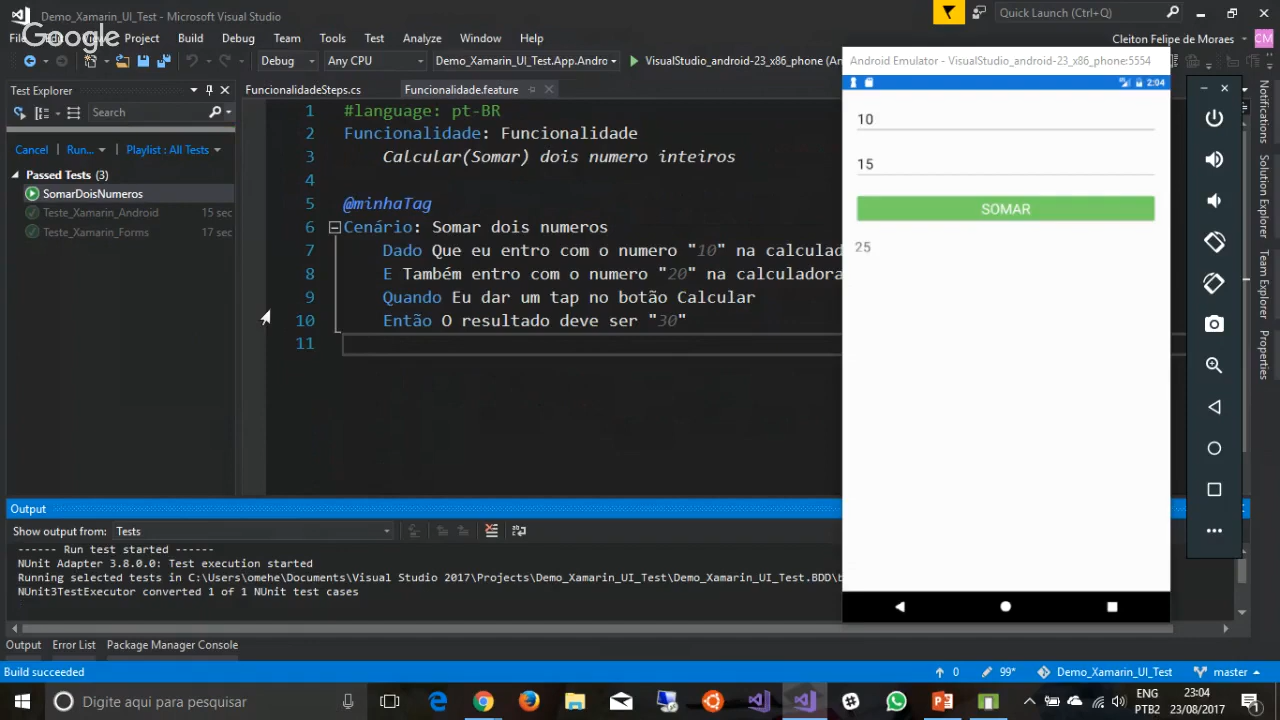 Demo_Xamarin_UI_Test - Microsoft Visual Studio
Quick Launch (Ctrl+Q)
Google
Project Build Debug Team Tools Test Analyze Window Help
Cleiton Felipe de Moraes CM
Debug Any CPU Demo_Xamarin_UI_Test.App.Andro VisualStudio_android-23_x86_phone (An
Test Explorer
Search
Cancel Run... Playlist : All Tests
Passed Tests (3)
SomarDoisNumeros
Teste_Xamarin_Android 15 sec
Teste_Xamarin_Forms 17 sec
FuncionalidadeSteps.cs Funcionalidade.feature
1 #language: pt-BR
2 Funcionalidade: Funcionalidade
3 Calcular(Somar) dois numero inteiros
4
5 @minhaTag
6 Cenário: Somar dois numeros
7 Dado Que eu entro com o numero "10" na calculad
8 E Também entro com o numero "20" na calculadora
9 Quando Eu dar um tap no botão Calcular
10 Então O resultado deve ser "30"
11
Android Emulator - VisualStudio_android-23_x86_phone:5554
2:04
10
15
SOMAR
25
Notifications
Solution Explorer
Team Explorer
Properties
Output
Show output from: Tests
------ Run test started ------
NUnit Adapter 3.8.0.0: Test execution started
Running selected tests in C:\Users\omehe\Documents\Visual Studio 2017\Projects\Demo_Xamarin_UI_Test\Demo_Xamarin_UI_Test.BDD\b
NUnit3TestExecutor converted 1 of 1 NUnit test cases
Output Error List Package Manager Console
Build succeeded
0 99* Demo_Xamarin_UI_Test master
Digite aqui para pesquisar
ENG
PTB2
23:04
23/08/2017
1